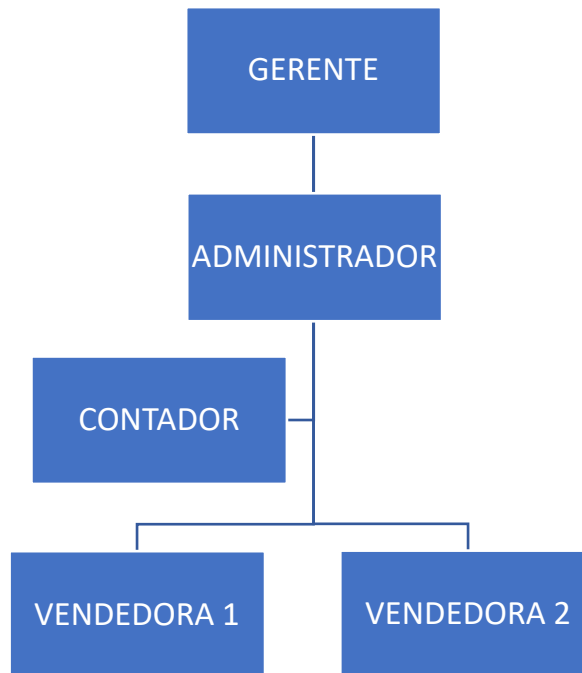 GERENTE
ADMINISTRADOR
CONTADOR
VENDEDORA 1
VENDEDORA 2